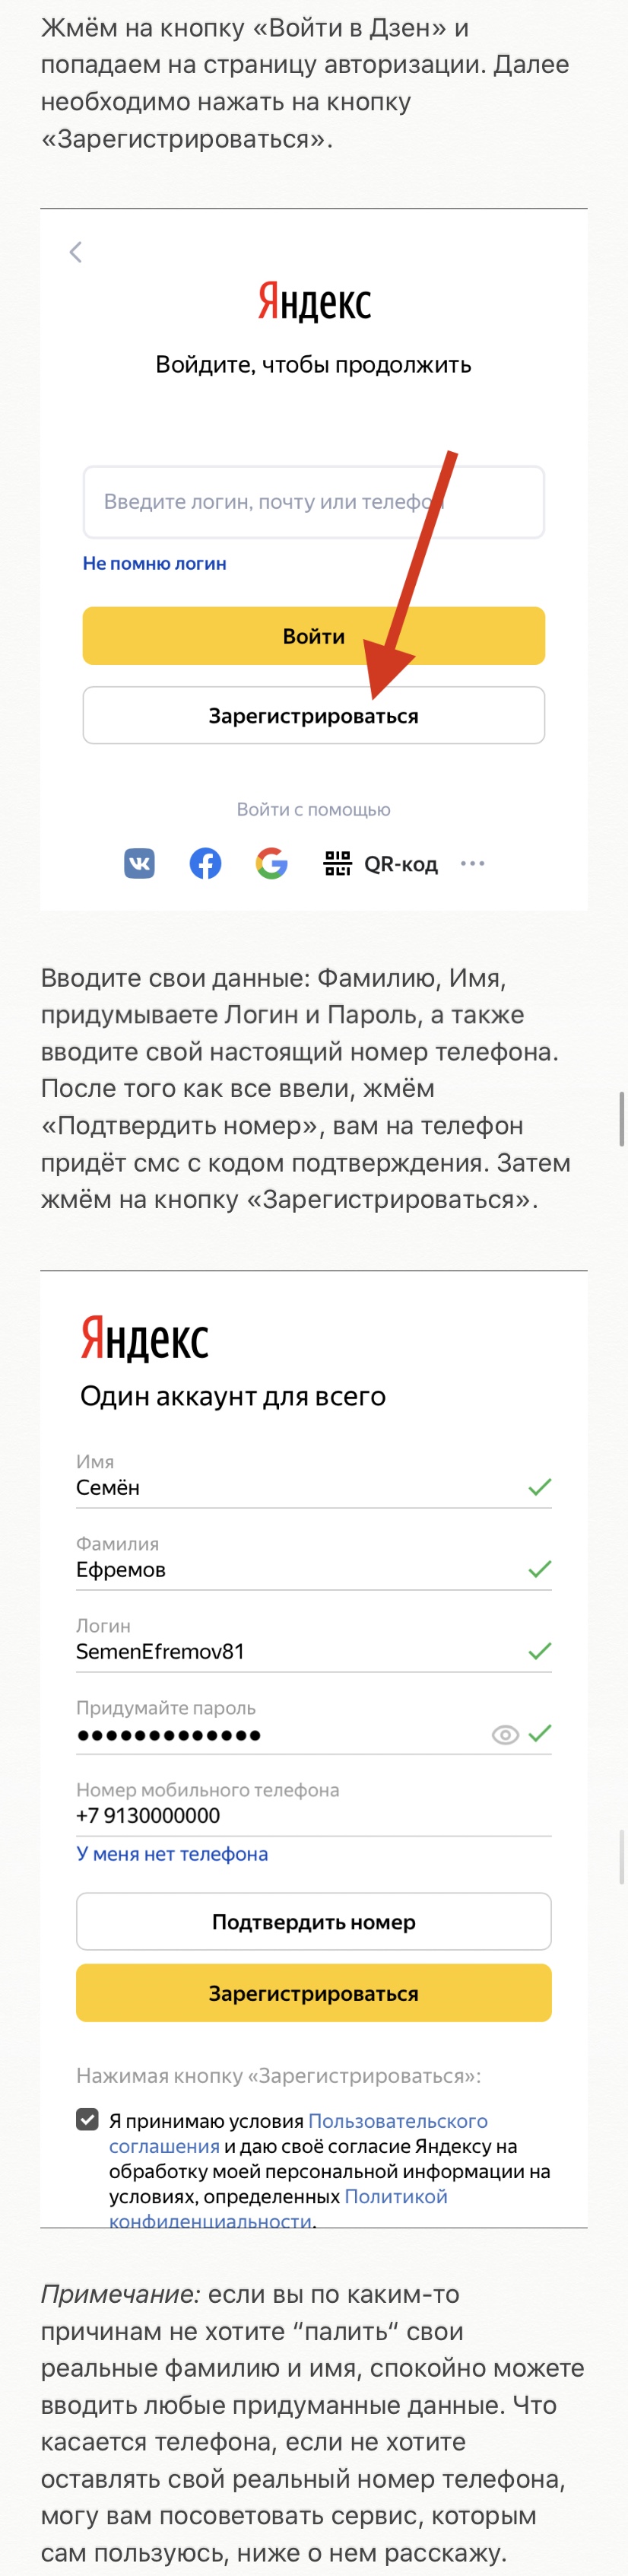 Жмём на кнопку «Войти в Дзен» и
попадаем на страницу авторизации. Далее
необходимо нажать на кнопку
«Зарегистрироваться».
Яндекс
Войдите, чтобы продолжить
Введите логин, почту или телефон
Не помню логин
Войти
Зарегистрироваться
Войти с помощью
QR-код ···
Вводите свои данные: Фамилию, Имя,
придумываете Логин и Пароль, а также
вводите свой настоящий номер телефона.
После того как все ввели, жмём
«Подтвердить номер», вам на телефон
придёт смс с кодом подтверждения. Затем
жмём на кнопку «Зарегистрироваться».
Яндекс
Один аккаунт для всего
Имя
Семён
Фамилия
Ефремов
Логин
SemenEfremov81
Придумайте пароль
●●●●●●●●●●●●●
Номер мобильного телефона
+7 9130000000
У меня нет телефона
Подтвердить номер
Зарегистрироваться
Нажимая кнопку «Зарегистрироваться»:
Я принимаю условия Пользовательского
соглашения и даю своё согласие Яндексу на
обработку моей персональной информации на
условиях, определенных Политикой
конфиденциальности.
Примечание: если вы по каким-то
причинам не хотите “палить“ свои
реальные фамилию и имя, спокойно можете
вводить любые придуманные данные. Что
касается телефона, если не хотите
оставлять свой реальный номер телефона,
могу вам посоветовать сервис, которым
сам пользуюсь, ниже о нем расскажу.